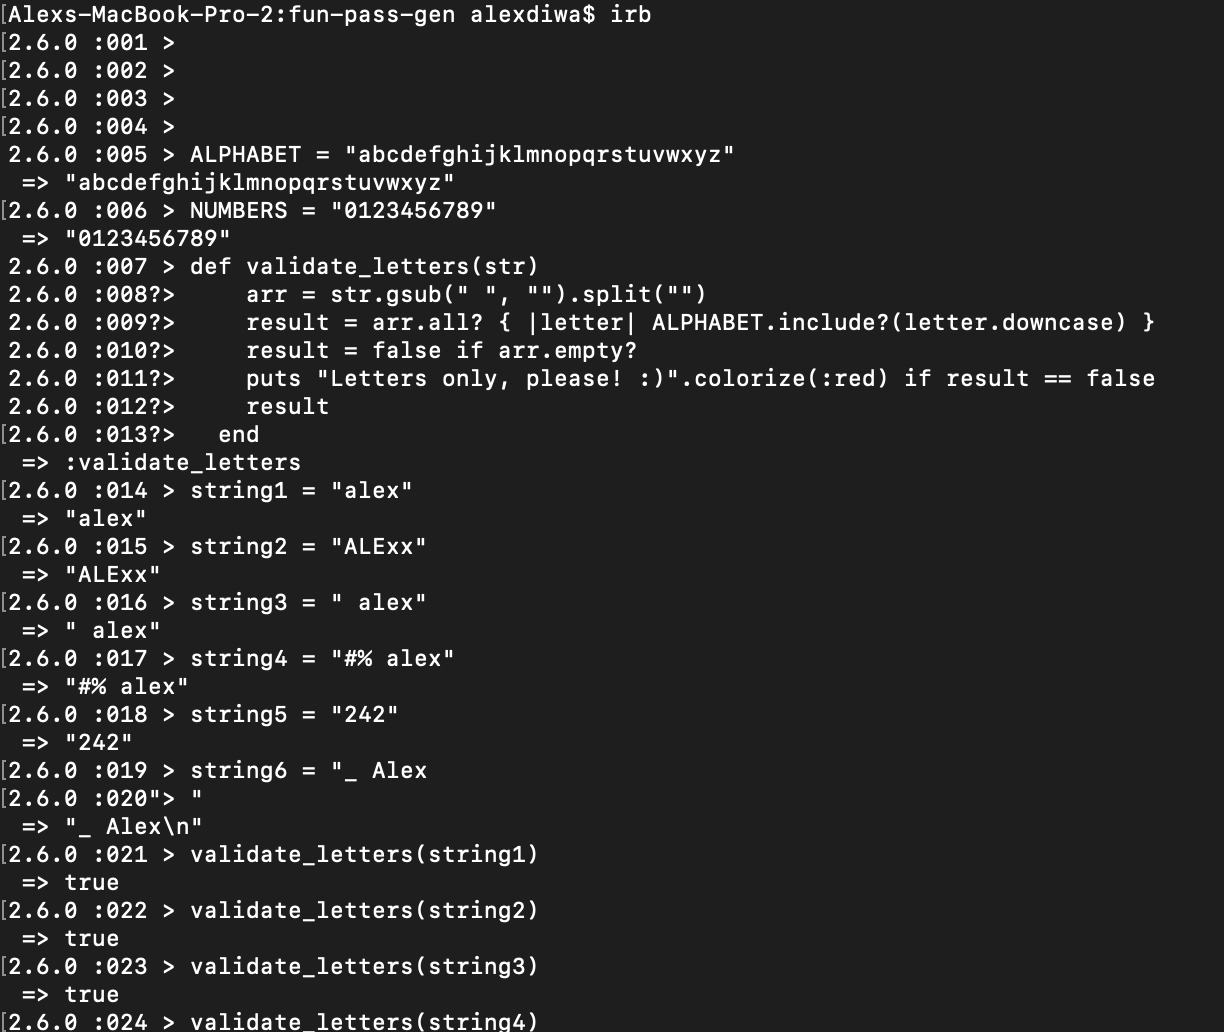 [Alexs-MacBook-Pro-2:fun-pass-gen alexdiwa$ irb
[2.6.0 :001 >
[2.6.0 :002 >
[2.6.0 :003 >
[2.6.0 :004 >
2.6.0 :005 > ALPHABET = "abcdefghijklmnopqrstuvwxyz"
 => "abcdefghijklmnopqrstuvwxyz"
[2.6.0 :006 > NUMBERS = "0123456789"
 => "0123456789"
2.6.0 :007 > def validate_letters(str)
2.6.0 :008?>     arr = str.gsub(" ", "").split("")
2.6.0 :009?>     result = arr.all? { |letter| ALPHABET.include?(letter.downcase) }
2.6.0 :010?>     result = false if arr.empty?
2.6.0 :011?>     puts "Letters only, please! :)".colorize(:red) if result == false
2.6.0 :012?>     result
[2.6.0 :013?>   end
 => :validate_letters
[2.6.0 :014 > string1 = "alex"
 => "alex"
[2.6.0 :015 > string2 = "ALExx"
 => "ALExx"
[2.6.0 :016 > string3 = " alex"
 => " alex"
[2.6.0 :017 > string4 = "#% alex"
 => "#% alex"
[2.6.0 :018 > string5 = "242"
 => "242"
[2.6.0 :019 > string6 = "_ Alex
[2.6.0 :020"> "
 => "_ Alex\n"
[2.6.0 :021 > validate_letters(string1)
 => true
[2.6.0 :022 > validate_letters(string2)
 => true
[2.6.0 :023 > validate_letters(string3)
 => true
[2.6.0 :024 > validate_letters(string4)